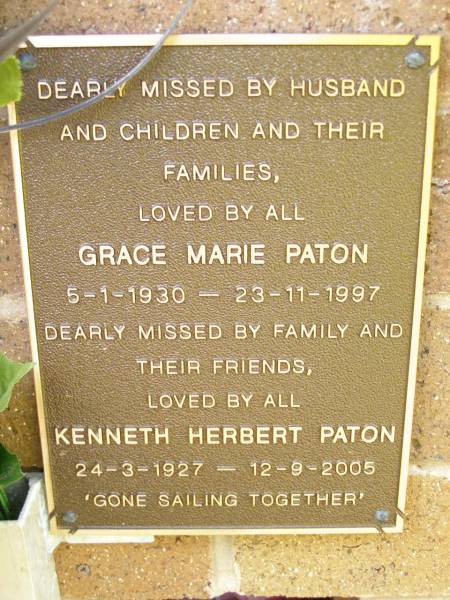 DEARLY MISSED BY HUSBAND
AND CHILDREN AND THEIR
FAMILIES,
LOVED BY ALL
GRACE MARIE PATON
5-1-1930 — 23-11-1997
DEARLY MISSED BY FAMILY AND
THEIR FRIENDS,
LOVED BY ALL
KENNETH HERBERT PATON
24-3-1927 — 12-9-2005
'GONE SAILING TOGETHER'